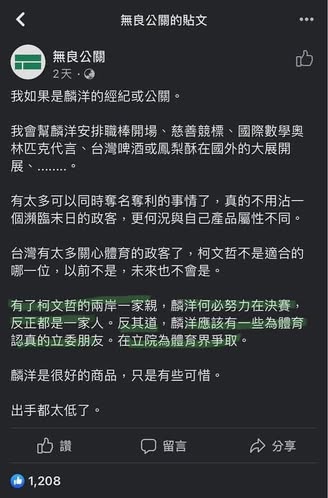 無良公關的貼文
無良公關
2天·
我如果是麟洋的經紀或公關。
我會幫麟洋安排職棒開場、慈善競標、國際數學奧
林匹克代言、台灣啤酒或鳳梨酥在國外的大展開
展、........。
有太多可以同時奪名奪利的事情了，真的不用沾一
個瀕臨末日的政客，更何況與自己產品屬性不同。
台灣有太多關心體育的政客了，柯文哲不是適合的
哪一位，以前不是，未來也不會是。
有了柯文哲的兩岸一家親，麟洋何必努力在決賽，
反正都是一家人。反其道，麟洋應該有一些為體育
認真的立委朋友。在立院為體育界爭取。
麟洋是很好的商品，只是有些可惜。
出手都太低了。
讚 留言 分享
1,208